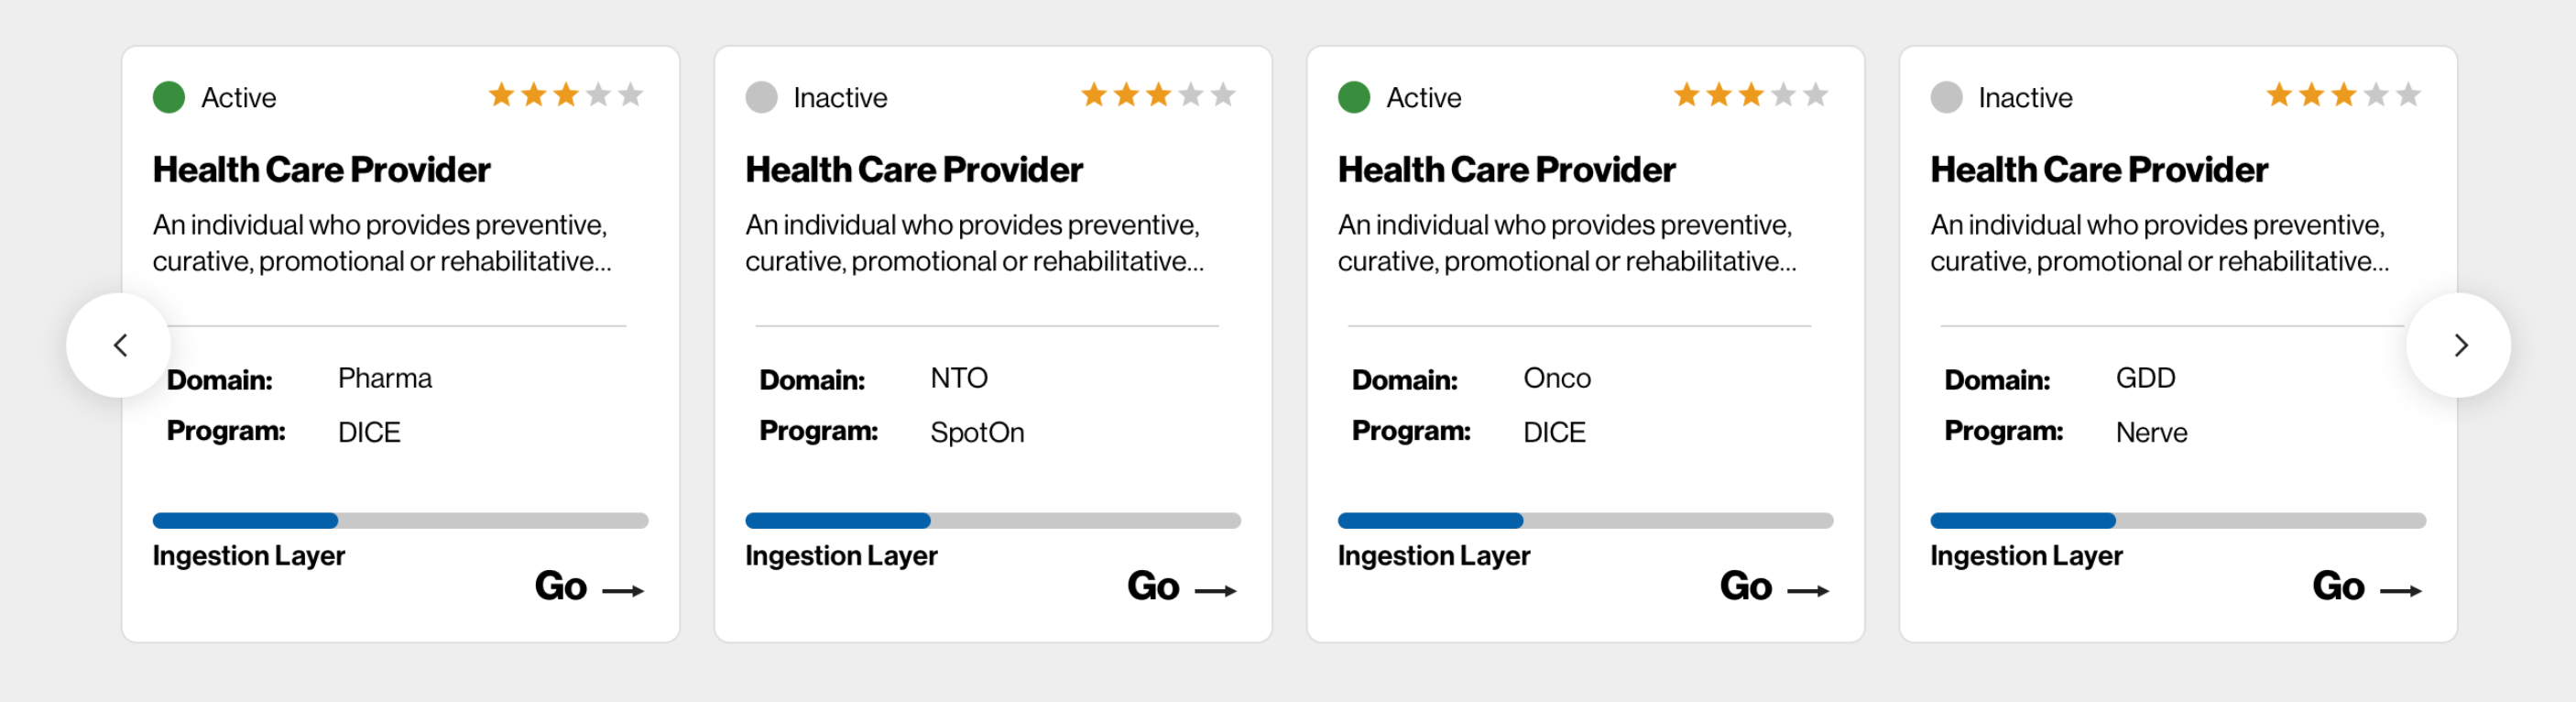 Active
Health Care Provider
An individual who provides preventive,
curative, promotional or rehabilitative...
Domain: Pharma
Program: DICE
Ingestion Layer
Go
Inactive
Health Care Provider
An individual who provides preventive,
curative, promotional or rehabilitative...
Domain: NTO
Program: SpotOn
Ingestion Layer
Go
Active
Health Care Provider
An individual who provides preventive,
curative, promotional or rehabilitative...
Domain: Onco
Program: DICE
Ingestion Layer
Go
Inactive
Health Care Provider
An individual who provides preventive,
curative, promotional or rehabilitative...
Domain: GDD
Program: Nerve
Ingestion Layer
Go